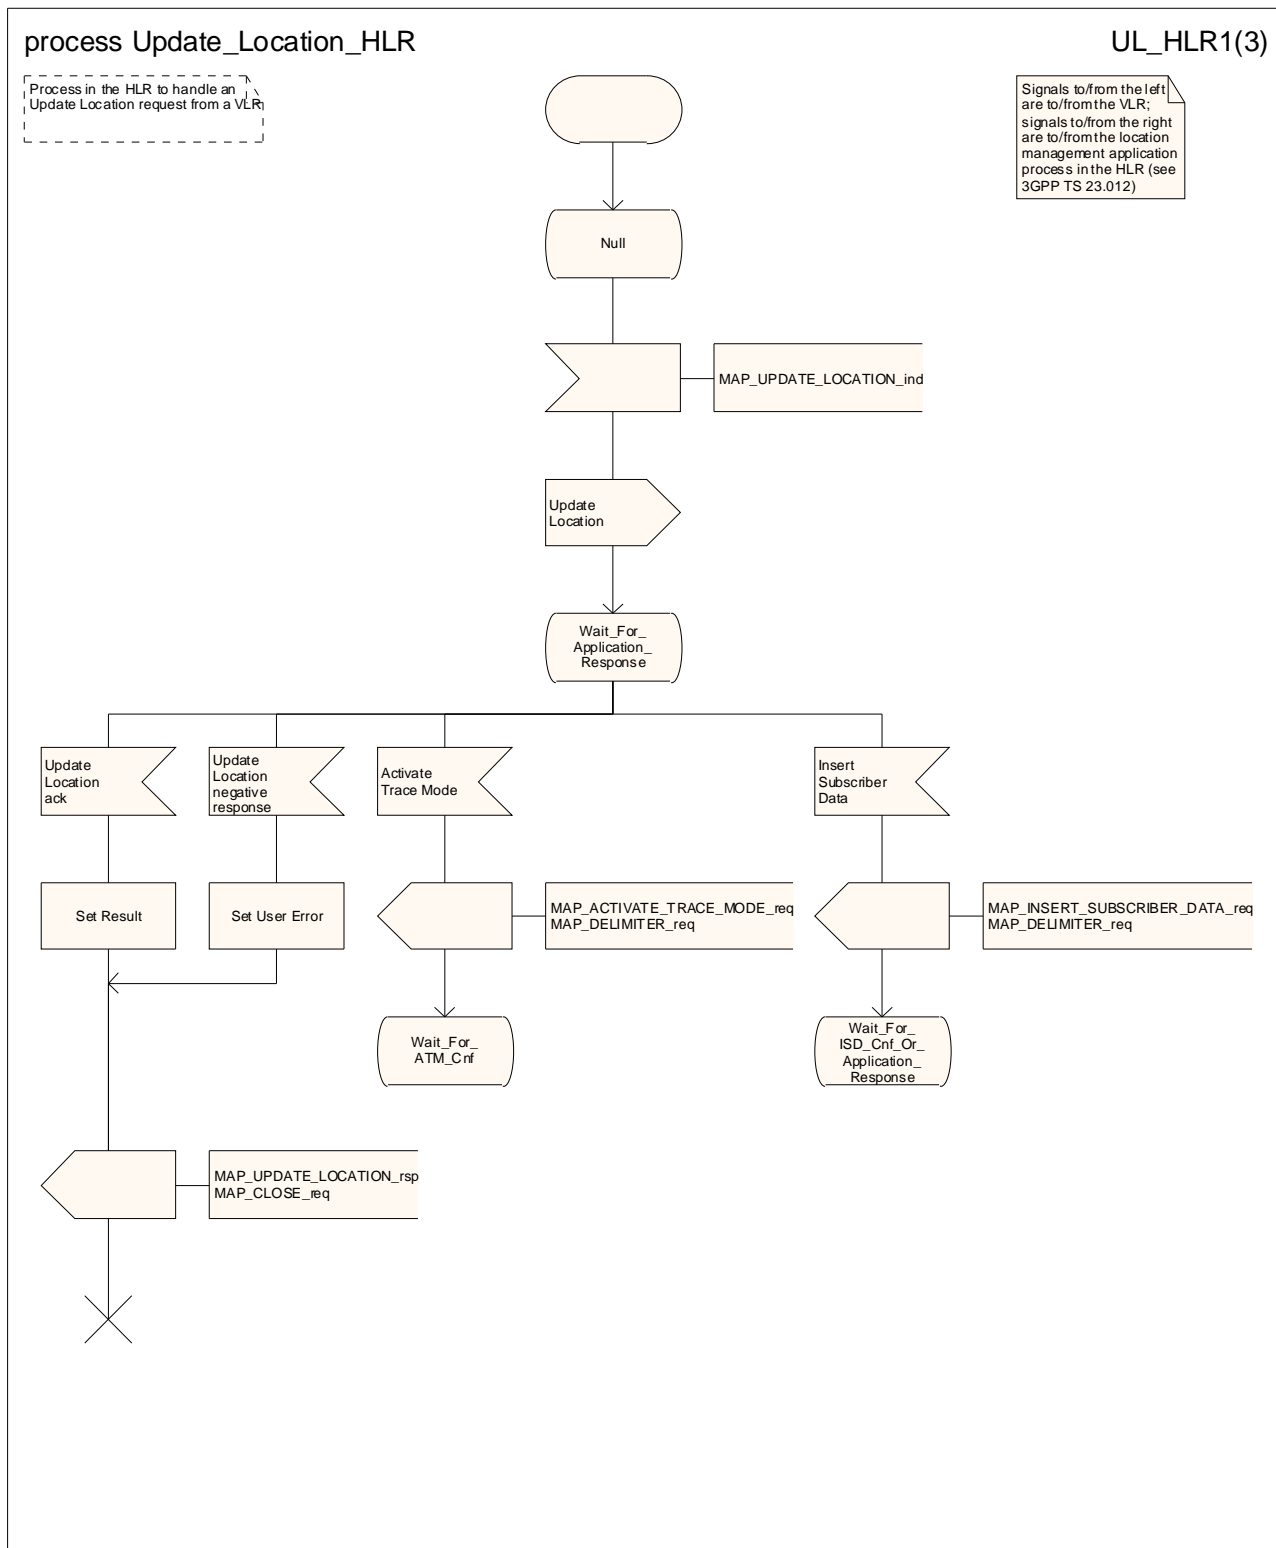 process Update_Location_HLR
UL_HLR1(3)
Process in the HLR to handle an
Update Location request from a VLR
Signals to/from the left
are to/from the VLR;
signals to/from the right
are to/from the location
management application
process in the HLR (see
3GPP TS 23.012)
Null
MAP_UPDATE_LOCATION_ind
Update
Location
Wait_For_
Application_
Response
Update
Location
ack
Update
Location
negative
response
Activate
Trace Mode
Insert
Subscriber
Data
Set Result
Set User Error
MAP_ACTIVATE_TRACE_MODE_req
MAP_DELIMITER_req
MAP_INSERT_SUBSCRIBER_DATA_req
MAP_DELIMITER_req
Wait_For_
ATM_Cnf
Wait_For_
ISD_Cnf_Or_
Application_
Response
MAP_UPDATE_LOCATION_rsp
MAP_CLOSE_req